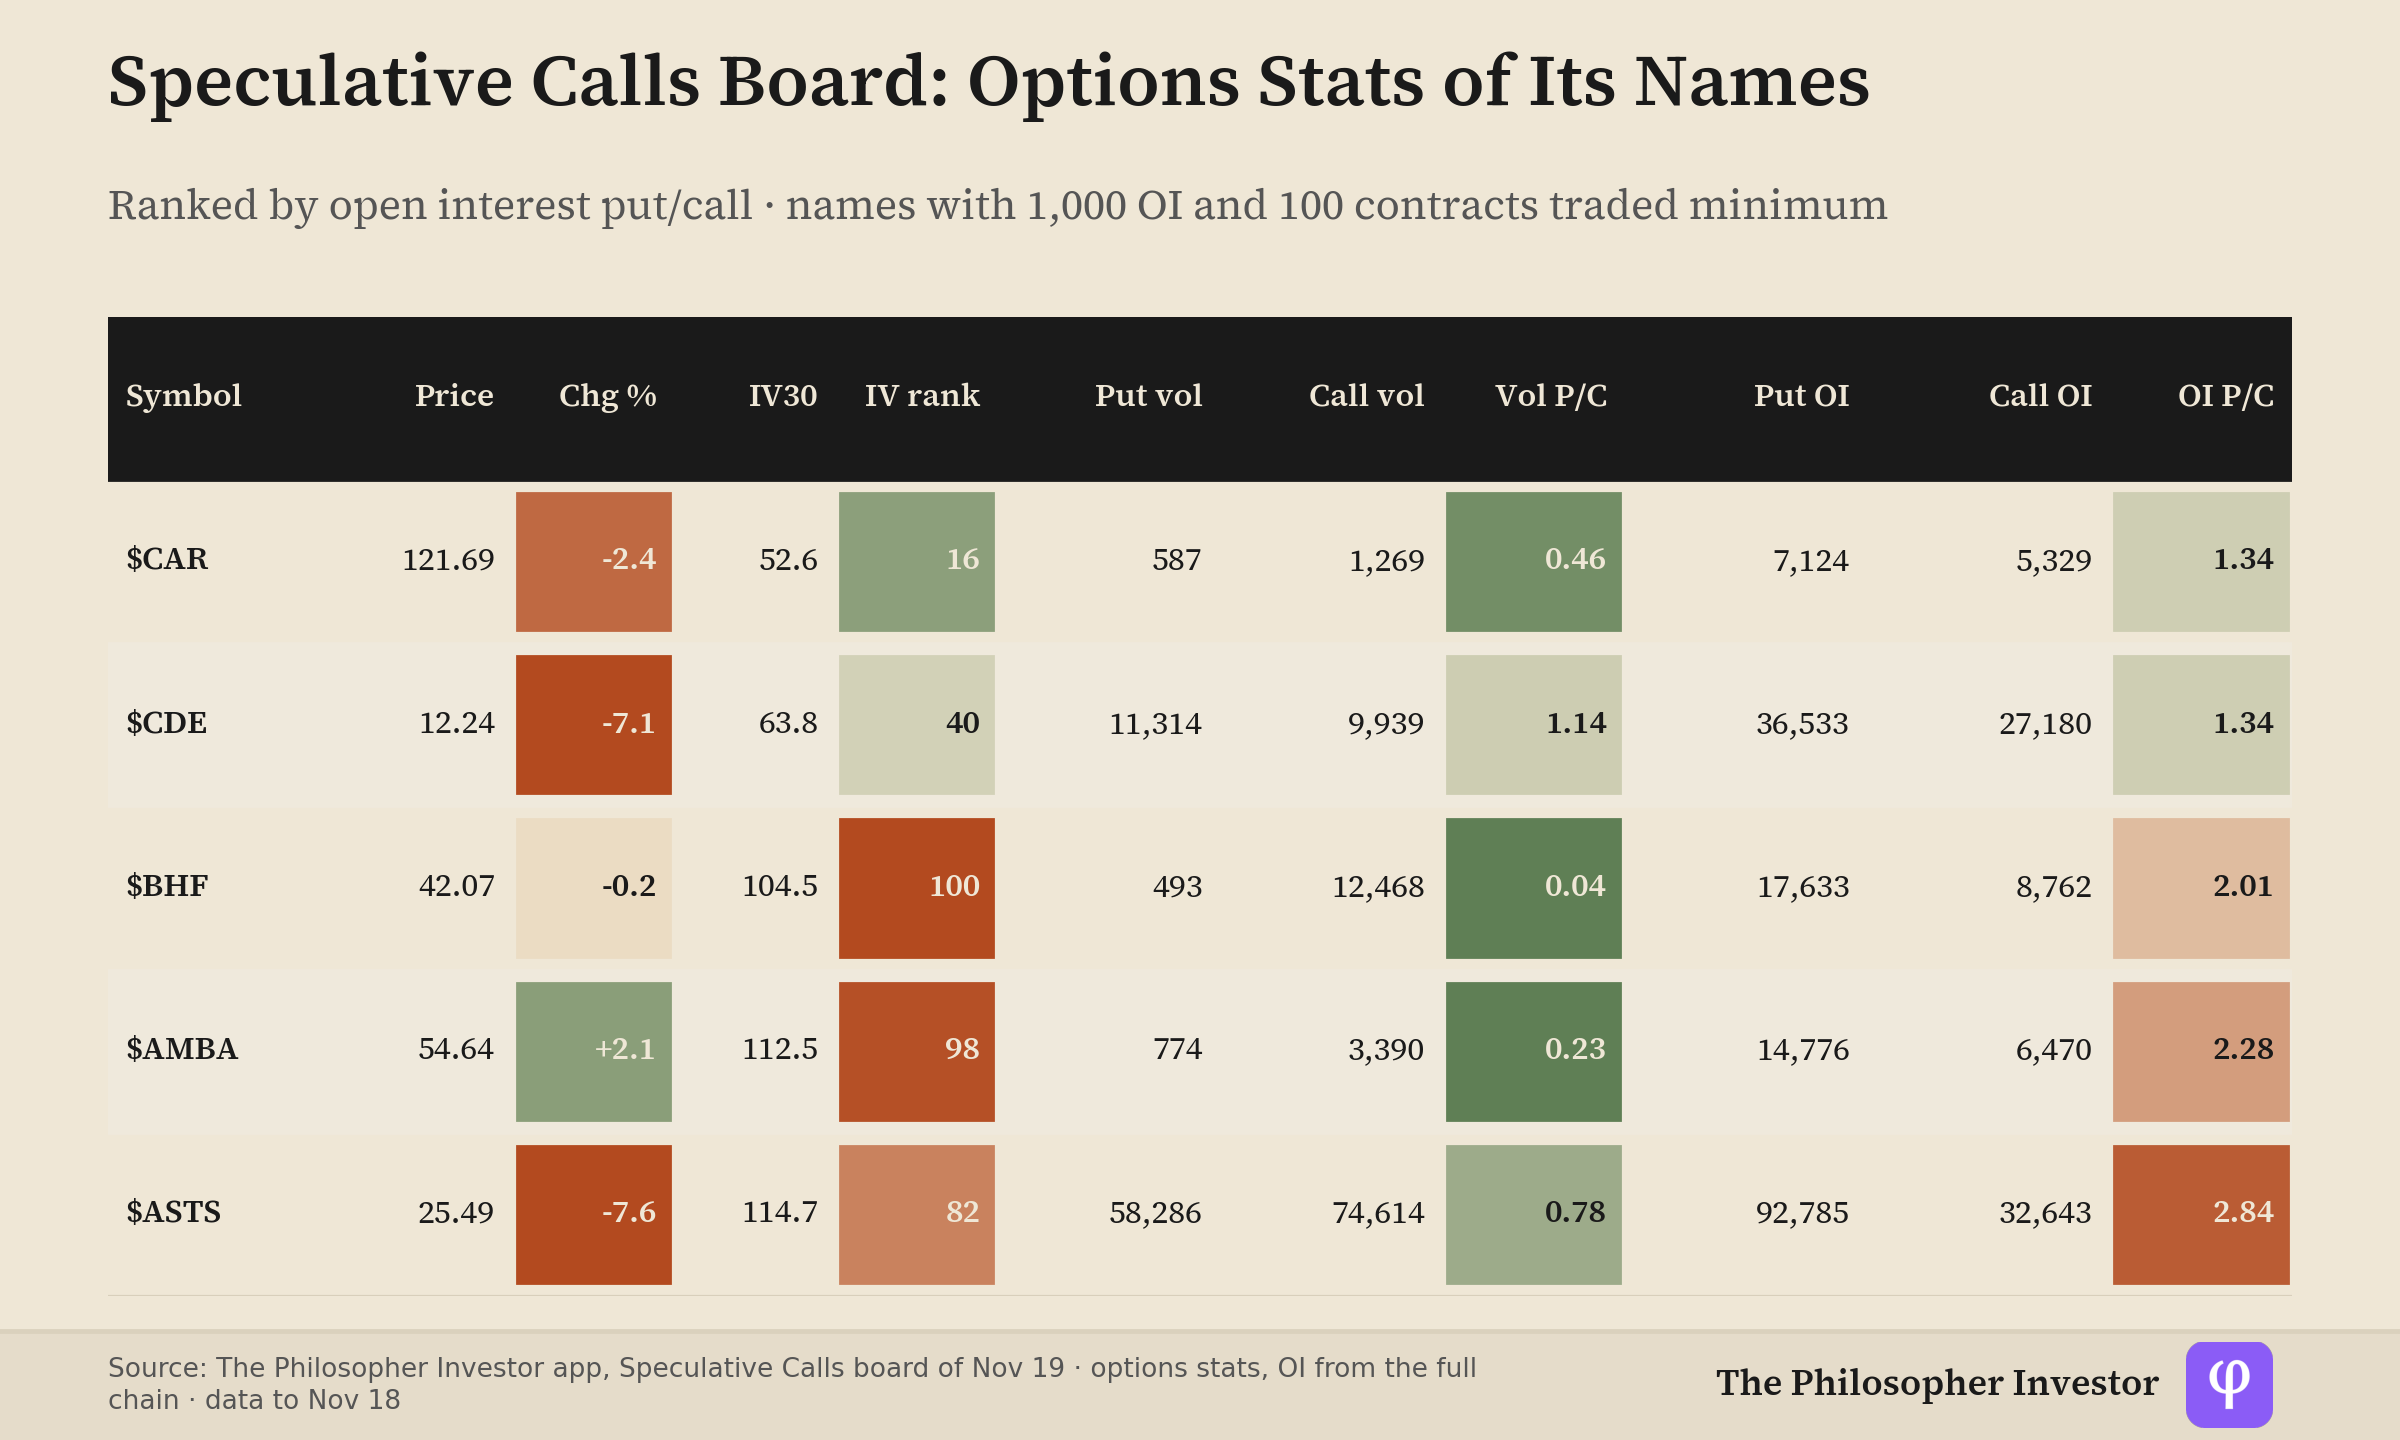 Speculative Calls Board: Options Stats of Its Names
Ranked by open interest put/call · names with 1,000 OI and 100 contracts traded minimum
Symbol Price Chg % IV30 IV rank Put vol Call vol Vol P/C Put OI Call OI OI P/C
$CAR 121.69 -2.4 52.6 16 587 1,269 0.46 7,124 5,329 1.34
$CDE 12.24 -7.1 63.8 40 11,314 9,939 1.14 36,533 27,180 1.34
$BHF 42.07 -0.2 104.5 100 493 12,468 0.04 17,633 8,762 2.01
$AMBA 54.64 +2.1 112.5 98 774 3,390 0.23 14,776 6,470 2.28
$ASTS 25.49 -7.6 114.7 82 58,286 74,614 0.78 92,785 32,643 2.84
Source: The Philosopher Investor app, Speculative Calls board of Nov 19 · options stats, OI from the full
chain · data to Nov 18
The Philosopher Investor φ